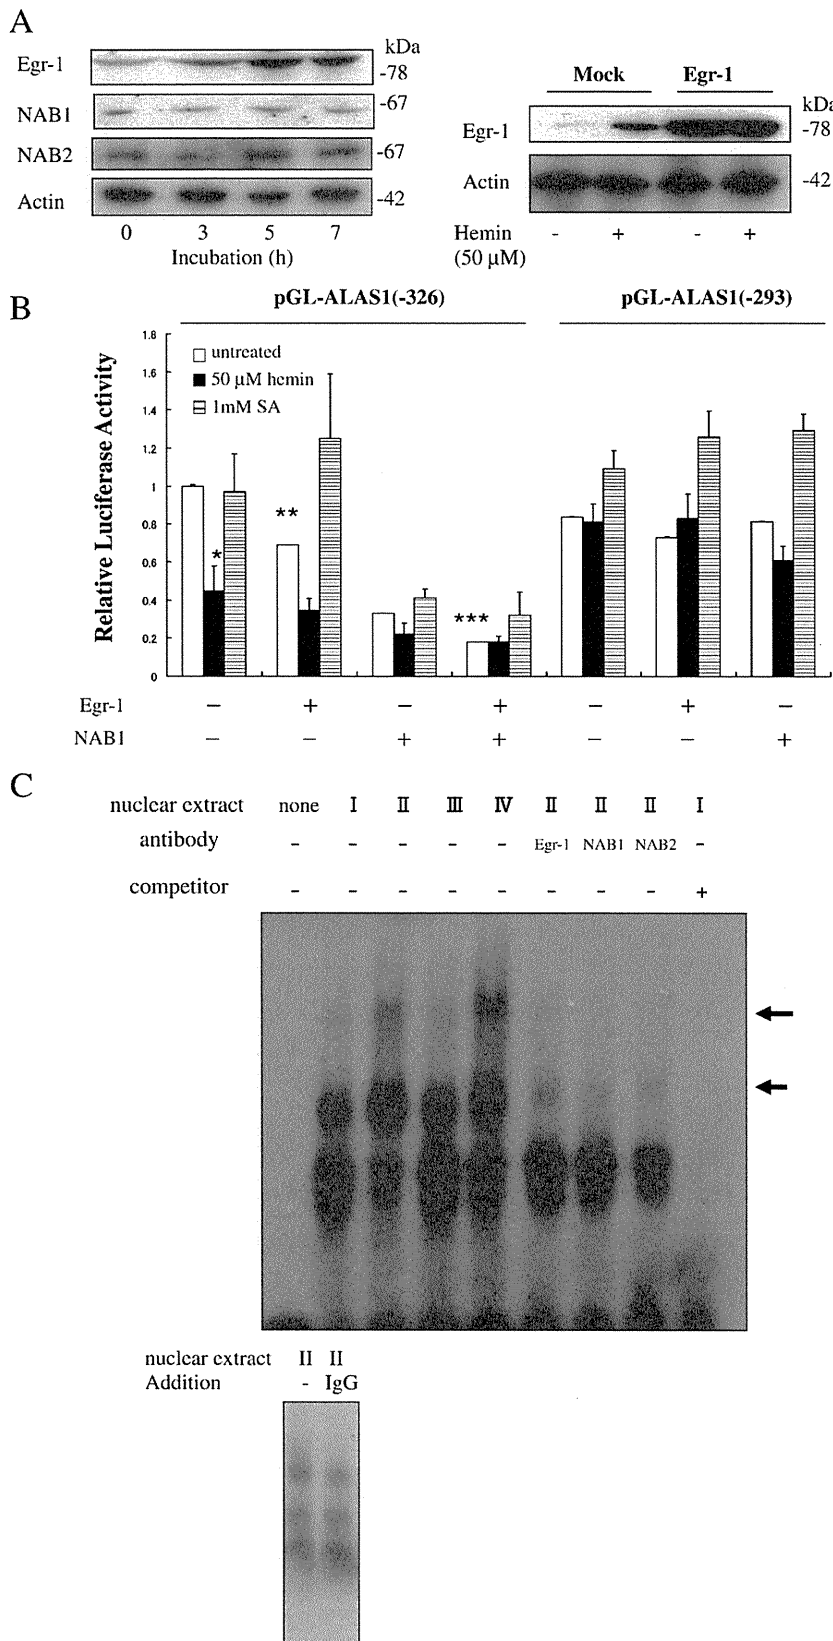 A
Egr-1
NAB1
NAB2
Actin
kDa
-78
-67
-67
-42
0 3 5 7
Incubation (h)
Mock Egr-1
kDa
Egr-1
-78
Actin
-42
Hemin - + - +
(50 µM)
B
pGL-ALAS1(-326) pGL-ALAS1(-293)
Relative Luciferase Activity
1.8
1.6
1.4
1.2
1
0.8
0.6
0.4
0.2
0
untreated
50 µM hemin
1mM SA
*
**
***
Egr-1 − + − + − + −
NAB1 − − + + − − +
C
nuclear extract none I II III IV II II II I
antibody - - - - - Egr-1 NAB1 NAB2 -
competitor - - - - - - - - +
nuclear extract II II
Addition - IgG